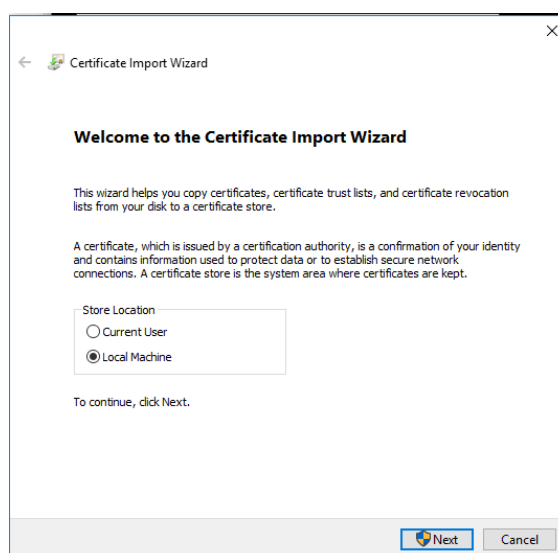 Certificate Import Wizard
Welcome to the Certificate Import Wizard
This wizard helps you copy certificates, certificate trust lists, and certificate revocation
lists from your disk to a certificate store.
A certificate, which is issued by a certification authority, is a confirmation of your identity
and contains information used to protect data or to establish secure network
connections. A certificate store is the system area where certificates are kept.
Store Location
Current User
Local Machine
To continue, click Next.
Next Cancel